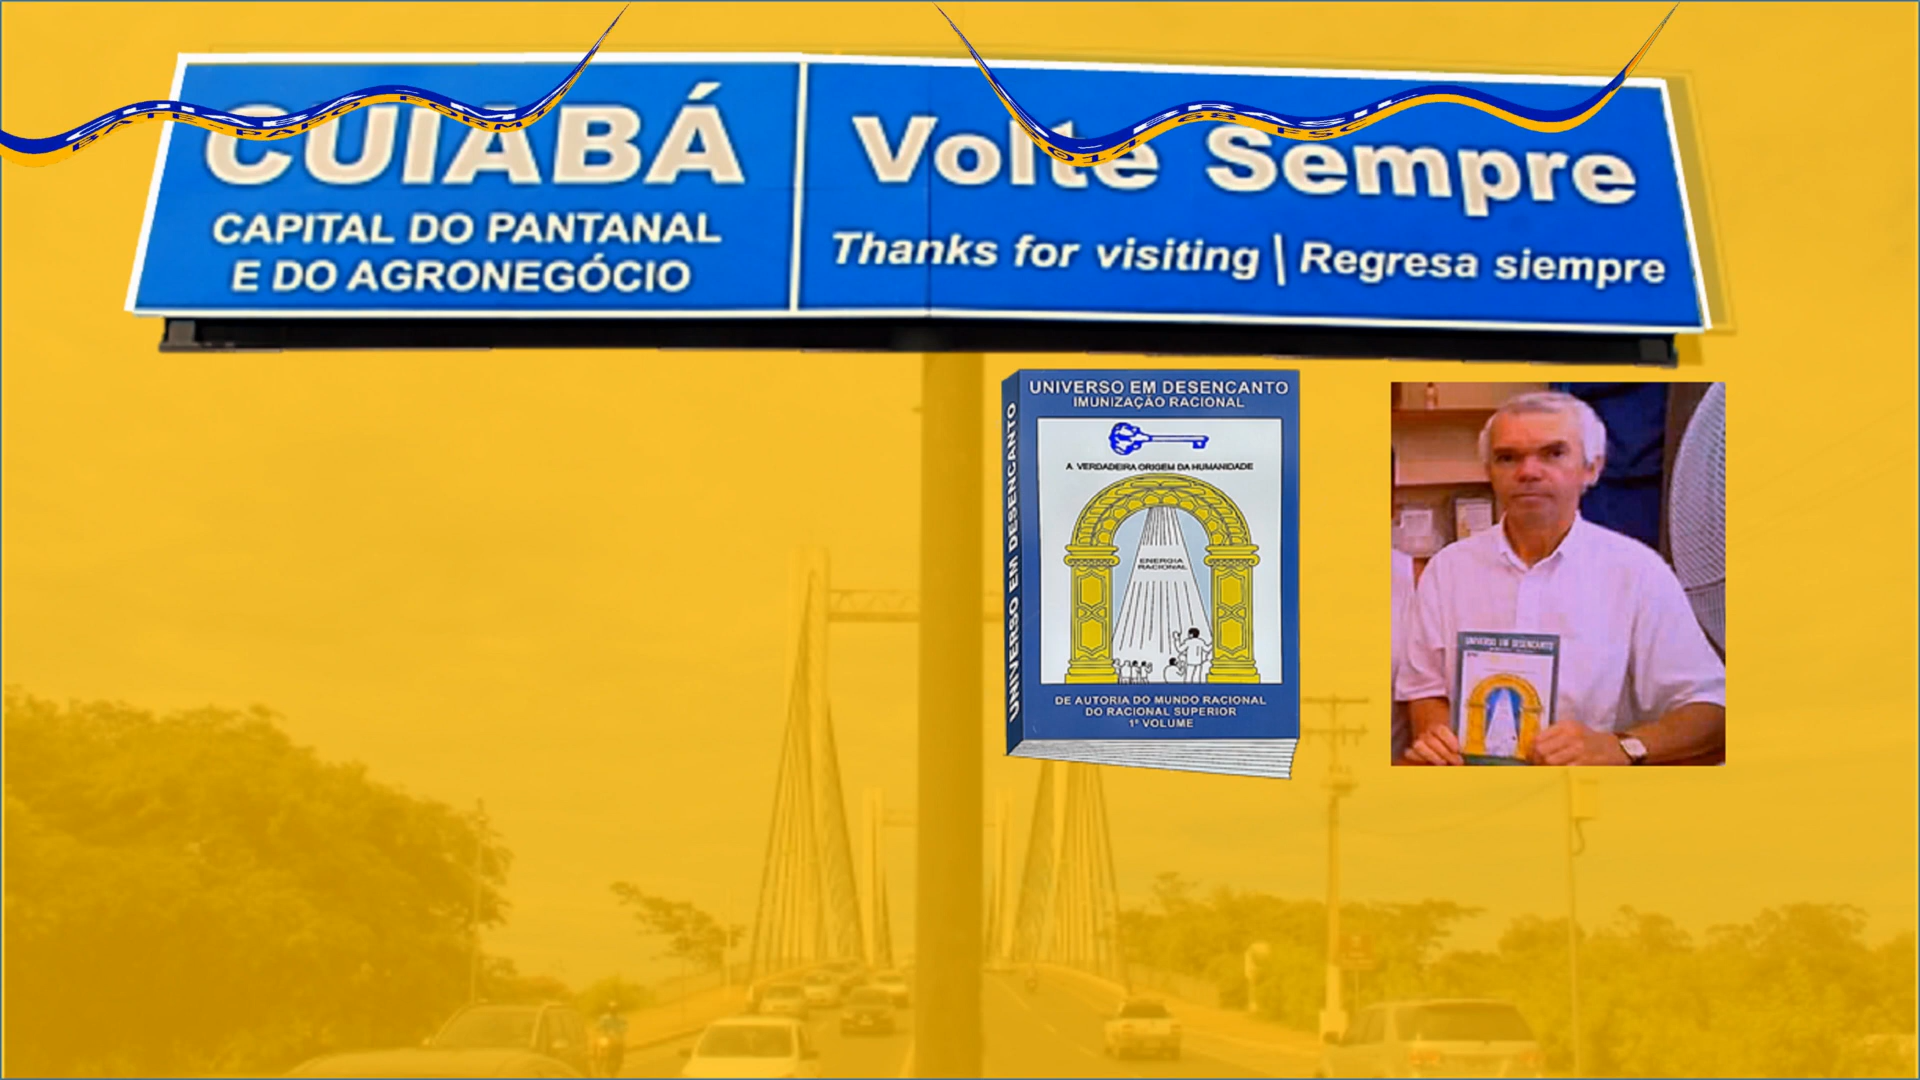 CUIABÁ
CAPITAL DO PANTANAL
E DO AGRONEGÓCIO
Volte Sempre
Thanks for visiting | Regresa siempre
BATE-PAPO
UNIVERSO EM DESENCANTO
IMUNIZAÇÃO RACIONAL
A VERDADEIRA ORIGEM DA HUMANIDADE
ENERGIA
RACIONAL
DE AUTORIA DO MUNDO RACIONAL
DO RACIONAL SUPERIOR
1º VOLUME
UNIVERSO EM DESENCANTO
UNIVERSO EM DESENCANTO